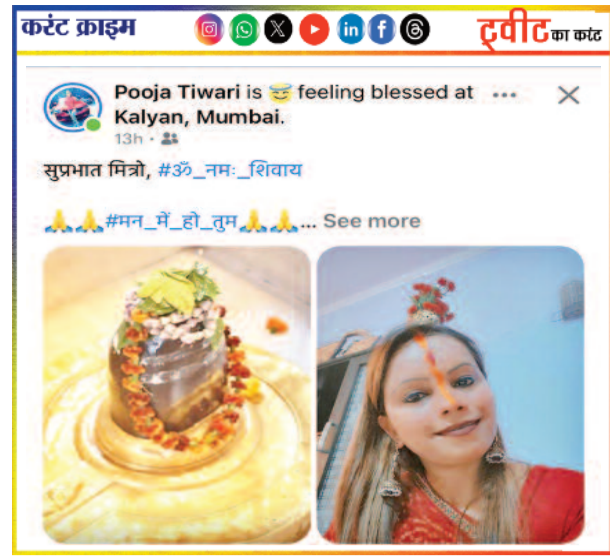 करंट क्राइम
ट्वीट का करंट
Pooja Tiwari is feeling blessed at
Kalyan, Mumbai.
13h
सुप्रभात मित्रो, #ॐ_नमः_शिवाय
#मन_में_हो_तुम ... See more